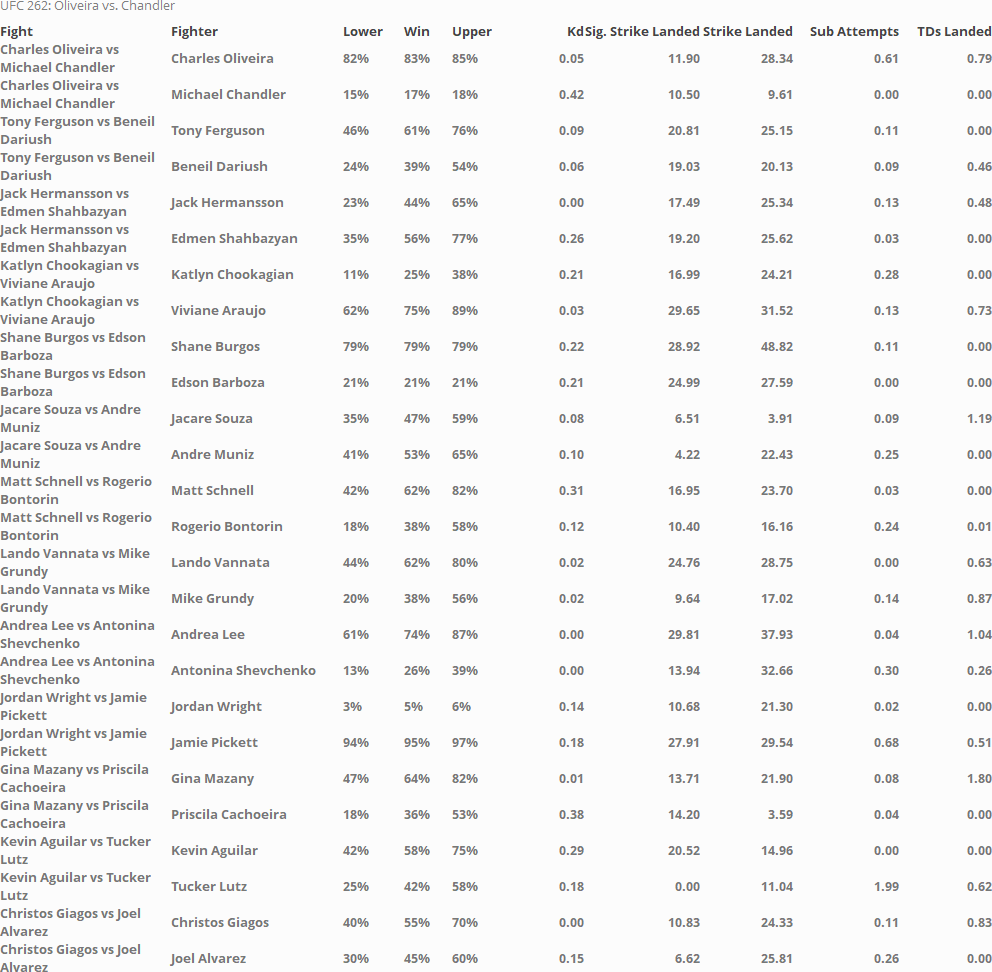 UFC 262: Oliveira vs. Chandler
Fight Fighter Lower Win Upper Kd Sig. Strike Landed Strike Landed Sub Attempts TDs Landed
Charles Oliveira vs
Michael Chandler
Charles Oliveira 82% 83% 85% 0.05 11.90 28.34 0.61 0.79
Charles Oliveira vs
Michael Chandler
Michael Chandler 15% 17% 18% 0.42 10.50 9.61 0.00 0.00
Tony Ferguson vs Beneil
Dariush
Tony Ferguson 46% 61% 76% 0.09 20.81 25.15 0.11 0.00
Tony Ferguson vs Beneil
Dariush
Beneil Dariush 24% 39% 54% 0.06 19.03 20.13 0.09 0.46
Jack Hermansson vs
Edmen Shahbazyan
Jack Hermansson 23% 44% 65% 0.00 17.49 25.34 0.13 0.48
Jack Hermansson vs
Edmen Shahbazyan
Edmen Shahbazyan 35% 56% 77% 0.26 19.20 25.62 0.03 0.00
Katlyn Chookagian vs
Viviane Araujo
Katlyn Chookagian 11% 25% 38% 0.21 16.99 24.21 0.28 0.00
Katlyn Chookagian vs
Viviane Araujo
Viviane Araujo 62% 75% 89% 0.03 29.65 31.52 0.13 0.73
Shane Burgos vs Edson
Barboza
Shane Burgos 79% 79% 79% 0.22 28.92 48.82 0.11 0.00
Shane Burgos vs Edson
Barboza
Edson Barboza 21% 21% 21% 0.21 24.99 27.59 0.00 0.00
Jacare Souza vs Andre
Muniz
Jacare Souza 35% 47% 59% 0.08 6.51 3.91 0.09 1.19
Jacare Souza vs Andre
Muniz
Andre Muniz 41% 53% 65% 0.10 4.22 22.43 0.25 0.00
Matt Schnell vs Rogerio
Bontorin
Matt Schnell 42% 62% 82% 0.31 16.95 23.70 0.03 0.00
Matt Schnell vs Rogerio
Bontorin
Rogerio Bontorin 18% 38% 58% 0.12 10.40 16.16 0.24 0.01
Lando Vannata vs Mike
Grundy
Lando Vannata 44% 62% 80% 0.02 24.76 28.75 0.00 0.63
Lando Vannata vs Mike
Grundy
Mike Grundy 20% 38% 56% 0.02 9.64 17.02 0.14 0.87
Andrea Lee vs Antonina
Shevchenko
Andrea Lee 61% 74% 87% 0.00 29.81 37.93 0.04 1.04
Andrea Lee vs Antonina
Shevchenko
Antonina Shevchenko 13% 26% 39% 0.00 13.94 32.66 0.30 0.26
Jordan Wright vs Jamie
Pickett
Jordan Wright 3% 5% 6% 0.14 10.68 21.30 0.02 0.00
Jordan Wright vs Jamie
Pickett
Jamie Pickett 94% 95% 97% 0.18 27.91 29.54 0.68 0.51
Gina Mazany vs Priscila
Cachoeira
Gina Mazany 47% 64% 82% 0.01 13.71 21.90 0.08 1.80
Gina Mazany vs Priscila
Cachoeira
Priscila Cachoeira 18% 36% 53% 0.38 14.20 3.59 0.04 0.00
Kevin Aguilar vs Tucker
Lutz
Kevin Aguilar 42% 58% 75% 0.29 20.52 14.96 0.00 0.00
Kevin Aguilar vs Tucker
Lutz
Tucker Lutz 25% 42% 58% 0.18 0.00 11.04 1.99 0.62
Christos Giagos vs Joel
Alvarez
Christos Giagos 40% 55% 70% 0.00 10.83 24.33 0.11 0.83
Christos Giagos vs Joel
Alvarez
Joel Alvarez 30% 45% 60% 0.15 6.62 25.81 0.26 0.00